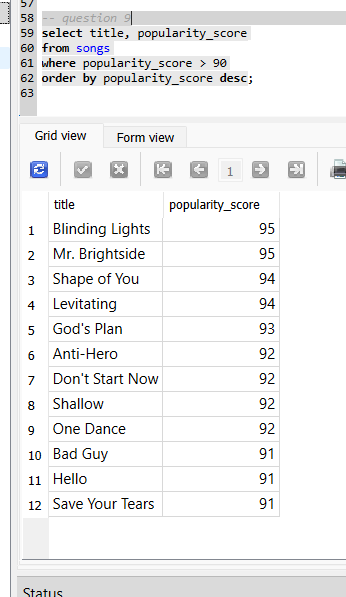 57
58 -- question 9
59 select title, popularity_score
60 from songs
61 where popularity_score > 90
62 order by popularity_score desc;
63
Grid view Form view
1
title popularity_score
1 Blinding Lights 95
2 Mr. Brightside 95
3 Shape of You 94
4 Levitating 94
5 God's Plan 93
6 Anti-Hero 92
7 Don't Start Now 92
8 Shallow 92
9 One Dance 92
10 Bad Guy 91
11 Hello 91
12 Save Your Tears 91
Status